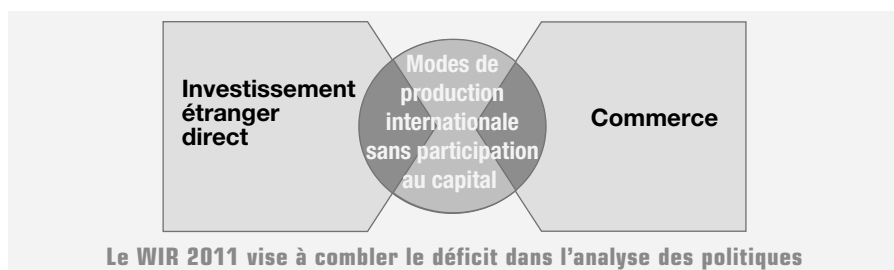 Investissement
étranger
direct
Modes de
production
internationale
sans participation
au capital
Commerce
Le WIR 2011 vise à combler le déficit dans l'analyse des politiques